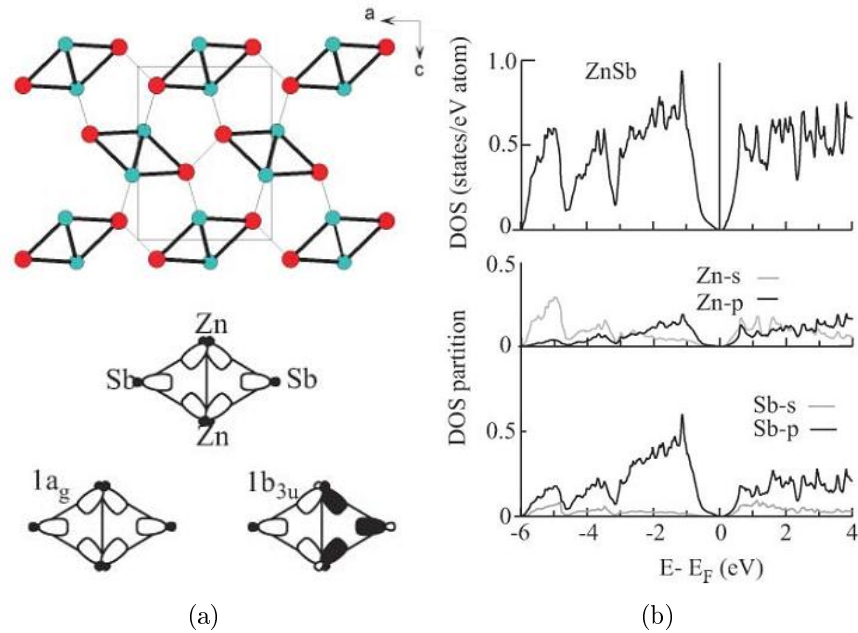 a
c
Zn
Sb
Sb
Zn
1a_g
1b_3u
(a)
ZnSb
DOS (states/eV atom)
1.0
0.5
0
Zn-s
Zn-p
0.5
0
DOS partition
Sb-s
Sb-p
0.5
0
-6 -4 -2 0 2 4
E- E_F (eV)
(b)